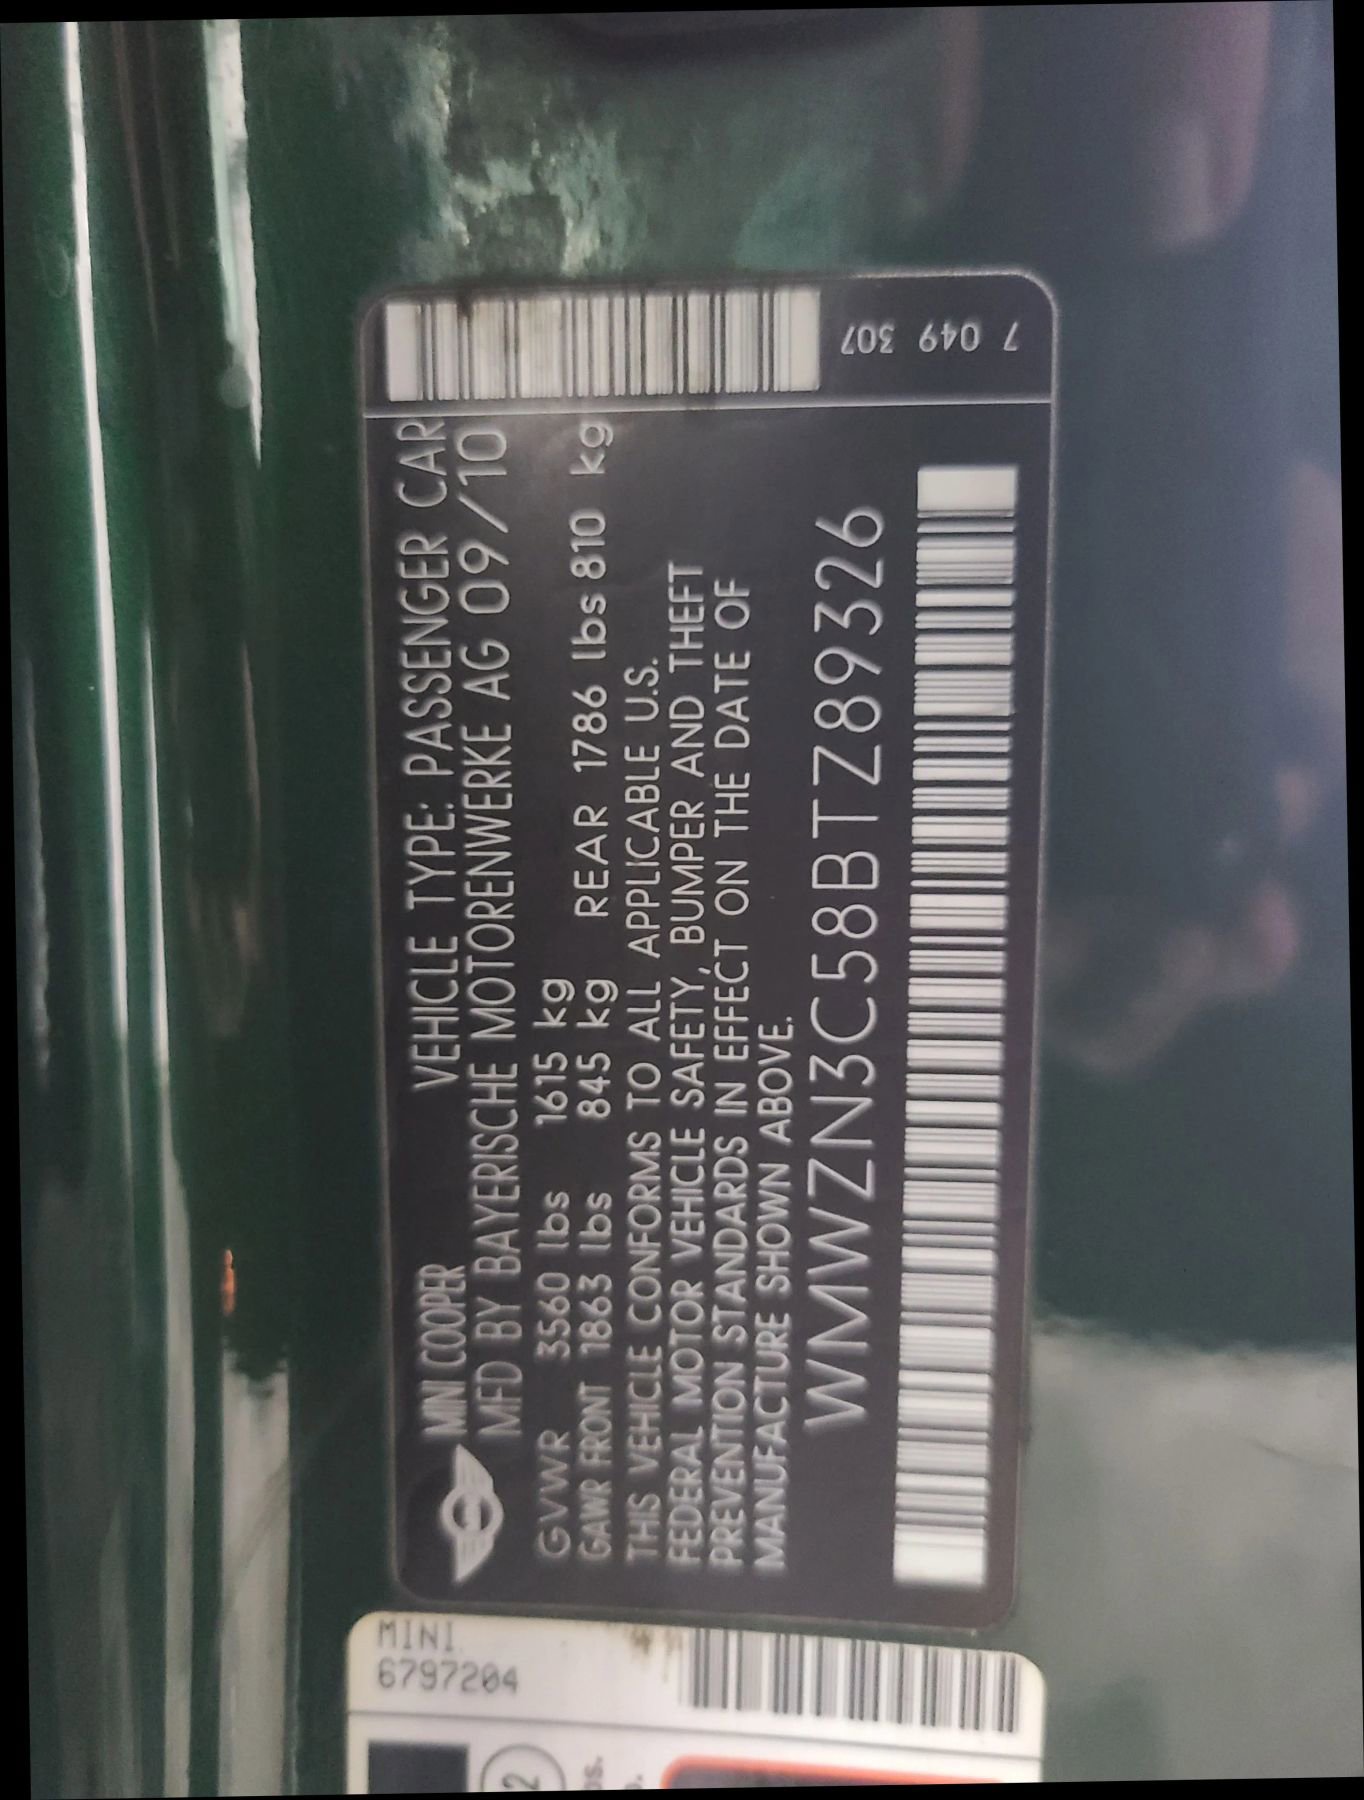 MINI COOPER VEHICLE TYPE: PASSENGER CAR
MFD BY BAYERISCHE MOTORENWERKE AG 09/10
GVWR 3560 lbs 1615 kg
GAWR FRONT 1863 lbs 845 kg REAR 1786 lbs 810 kg
THIS VEHICLE CONFORMS TO ALL APPLICABLE U.S.
FEDERAL MOTOR VEHICLE SAFETY, BUMPER AND THEFT
PREVENTION STANDARDS IN EFFECT ON THE DATE OF
MANUFACTURE SHOWN ABOVE.
WMWZN3C58BTZ89326
7 049 307
MINI
6797204
2